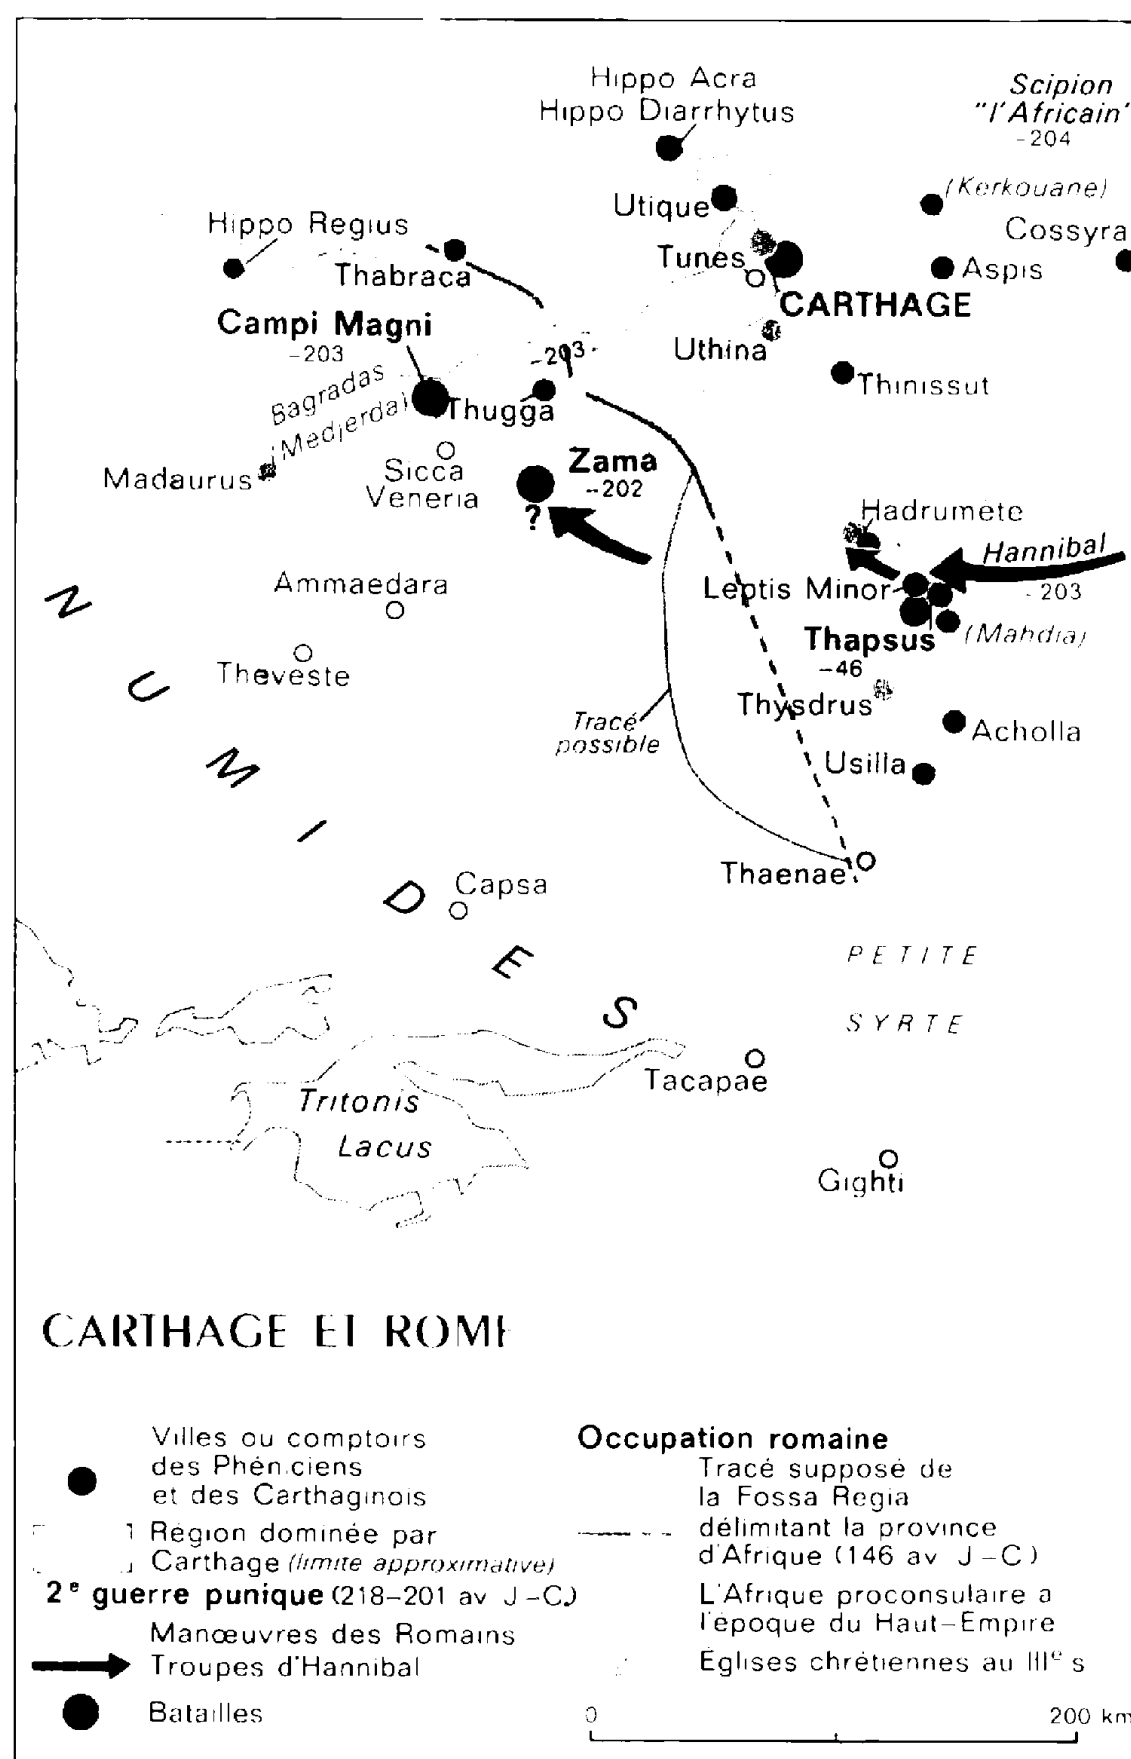 Hippo Acra
Hippo Diarrhytus
Scipion
"l'Africain"
-204
(Kerkouane)
Utique
Cossyra
Hippo Regius
Tunes
Aspis
Thabraca
CARTHAGE
Campi Magni
-203
-203-
Uthina
Bagradas
(Medjerda)
Thugga
Thinissut
Madaurus
Sicca
Veneria
Zama
-202
?
Hadrumète
Hannibal
-203
Ammaedara
Leptis Minor
Thapsus
-46
(Mahdia)
Theveste
Thysdrus
Tracé
possible
Acholla
Usilla
NUMIDES
Thaenae
Capsa
PETITE
SYRTE
Tacapae
Tritonis
Lacus
Gighti
CARTHAGE ET ROME
Villes ou comptoirs
des Phéniciens
et des Carthaginois
Région dominée par
Carthage (limite approximative)
2e guerre punique (218-201 av J-C)
Manœuvres des Romains
Troupes d'Hannibal
Batailles
Occupation romaine
Tracé supposé de
la Fossa Regia
délimitant la province
d'Afrique (146 av J-C)
L'Afrique proconsulaire a
l'époque du Haut-Empire
Églises chrétiennes au IIIe s
0
200 km